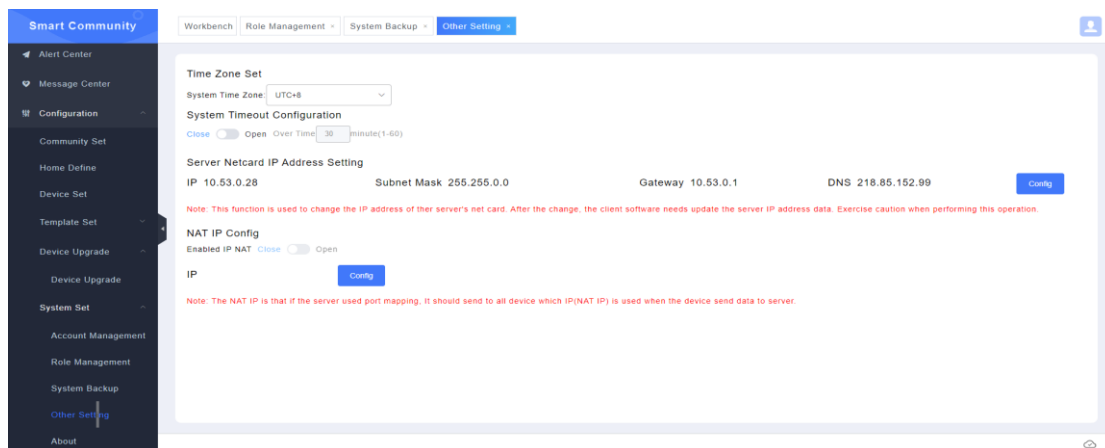 Smart Community
Workbench Role Management × System Backup × Other Setting ×
Alert Center
Message Center
Configuration
Community Set
Home Define
Device Set
Template Set
Device Upgrade
Device Upgrade
System Set
Account Management
Role Management
System Backup
Other Setting
About
Time Zone Set
System Time Zone: UTC+8
System Timeout Configuration
Close Open Over Time 30 minute(1-60)
Server Netcard IP Address Setting
IP 10.53.0.28 Subnet Mask 255.255.0.0 Gateway 10.53.0.1 DNS 218.85.152.99 Config
Note: This function is used to change the IP address of ther server's net card. After the change, the client software needs update the server IP address data. Exercise caution when performing this operation.
NAT IP Config
Enabled IP NAT Close Open
IP Config
Note: The NAT IP is that if the server used port mapping, It should send to all device which IP(NAT IP) is used when the device send data to server.